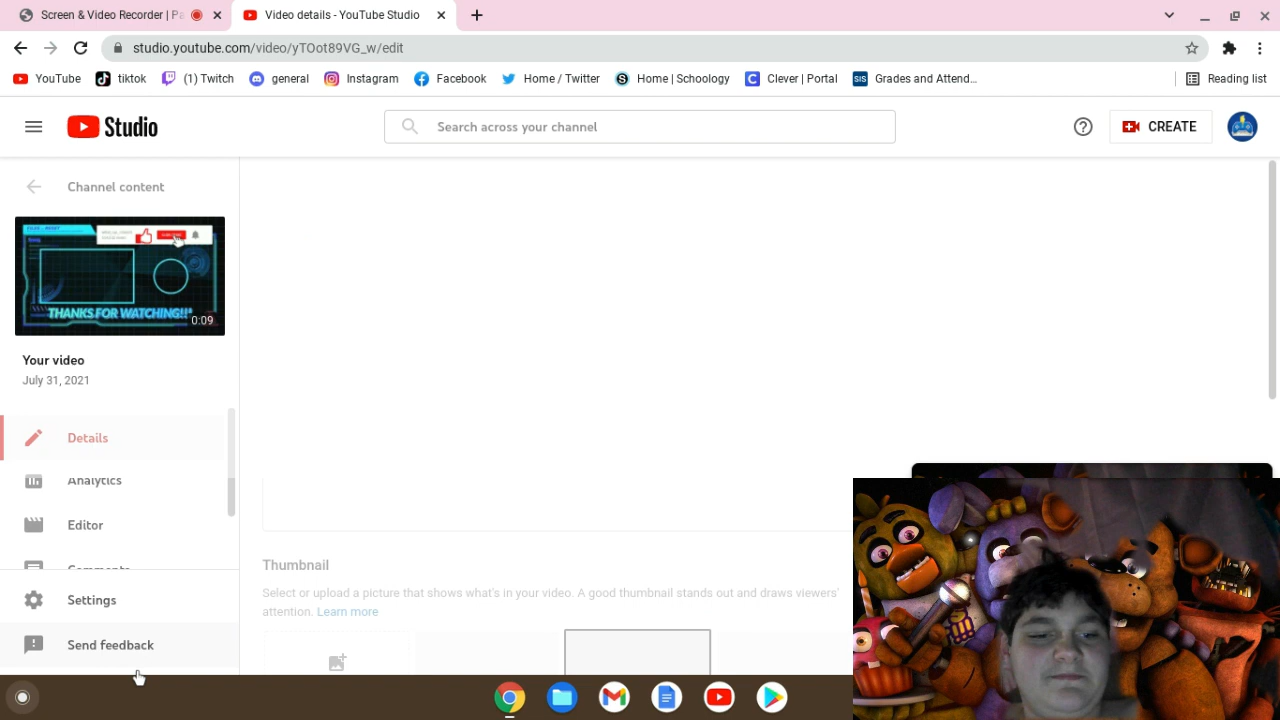 Screen & Video Recorder | Pa
Video details - YouTube Studio
studio.youtube.com/video/yTOot89VG_w/edit
YouTube
tiktok
(1) Twitch
general
Instagram
Facebook
Home / Twitter
Home | Schoology
Clever | Portal
SIS
Grades and Attend...
Reading list
Studio
Search across your channel
CREATE
Channel content
THANKS FOR WATCHING!!
0:09
Your video
July 31, 2021
Details
Analytics
Editor
Comments
Settings
Send feedback
Thumbnail
Select or upload a picture that shows what's in your video. A good thumbnail stands out and draws viewers'
attention. Learn more